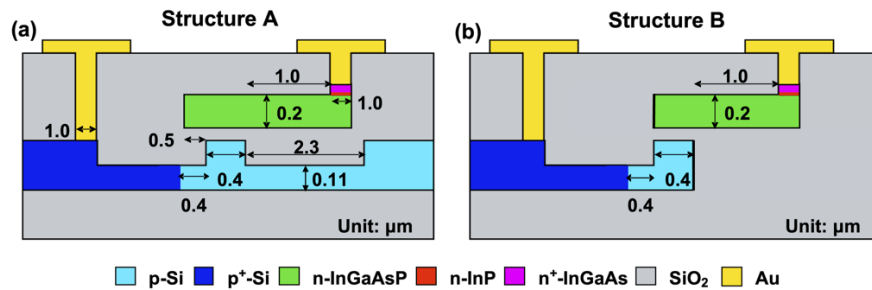 Structure A
Structure B
(a)
(b)
1.0
1.0
1.0
0.2
0.2
1.0
0.5
2.3
0.4
0.11
0.4
0.4
0.4
Unit: μm
Unit: μm
p-Si
p⁺-Si
n-InGaAsP
n-InP
n⁺-InGaAs
SiO₂
Au